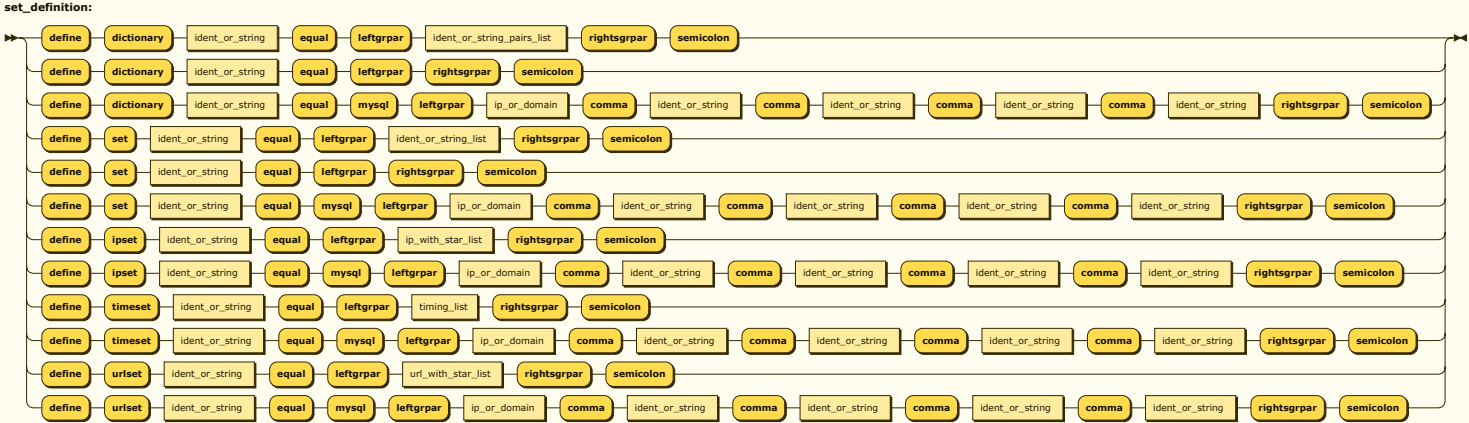 set_definition:
define dictionary ident_or_string equal leftgrpar ident_or_string_pairs_list rightsgrpar semicolon
define dictionary ident_or_string equal leftgrpar rightsgrpar semicolon
define dictionary ident_or_string equal mysql leftgrpar ip_or_domain comma ident_or_string comma ident_or_string comma ident_or_string comma ident_or_string rightsgrpar semicolon
define set ident_or_string equal leftgrpar ident_or_string_list rightsgrpar semicolon
define set ident_or_string equal leftgrpar rightsgrpar semicolon
define set ident_or_string equal mysql leftgrpar ip_or_domain comma ident_or_string comma ident_or_string comma ident_or_string comma ident_or_string rightsgrpar semicolon
define ipset ident_or_string equal leftgrpar ip_with_star_list rightsgrpar semicolon
define ipset ident_or_string equal mysql leftgrpar ip_or_domain comma ident_or_string comma ident_or_string comma ident_or_string comma ident_or_string rightsgrpar semicolon
define timeset ident_or_string equal leftgrpar timing_list rightsgrpar semicolon
define timeset ident_or_string equal mysql leftgrpar ip_or_domain comma ident_or_string comma ident_or_string comma ident_or_string comma ident_or_string rightsgrpar semicolon
define urlset ident_or_string equal leftgrpar url_with_star_list rightsgrpar semicolon
define urlset ident_or_string equal mysql leftgrpar ip_or_domain comma ident_or_string comma ident_or_string comma ident_or_string comma ident_or_string rightsgrpar semicolon